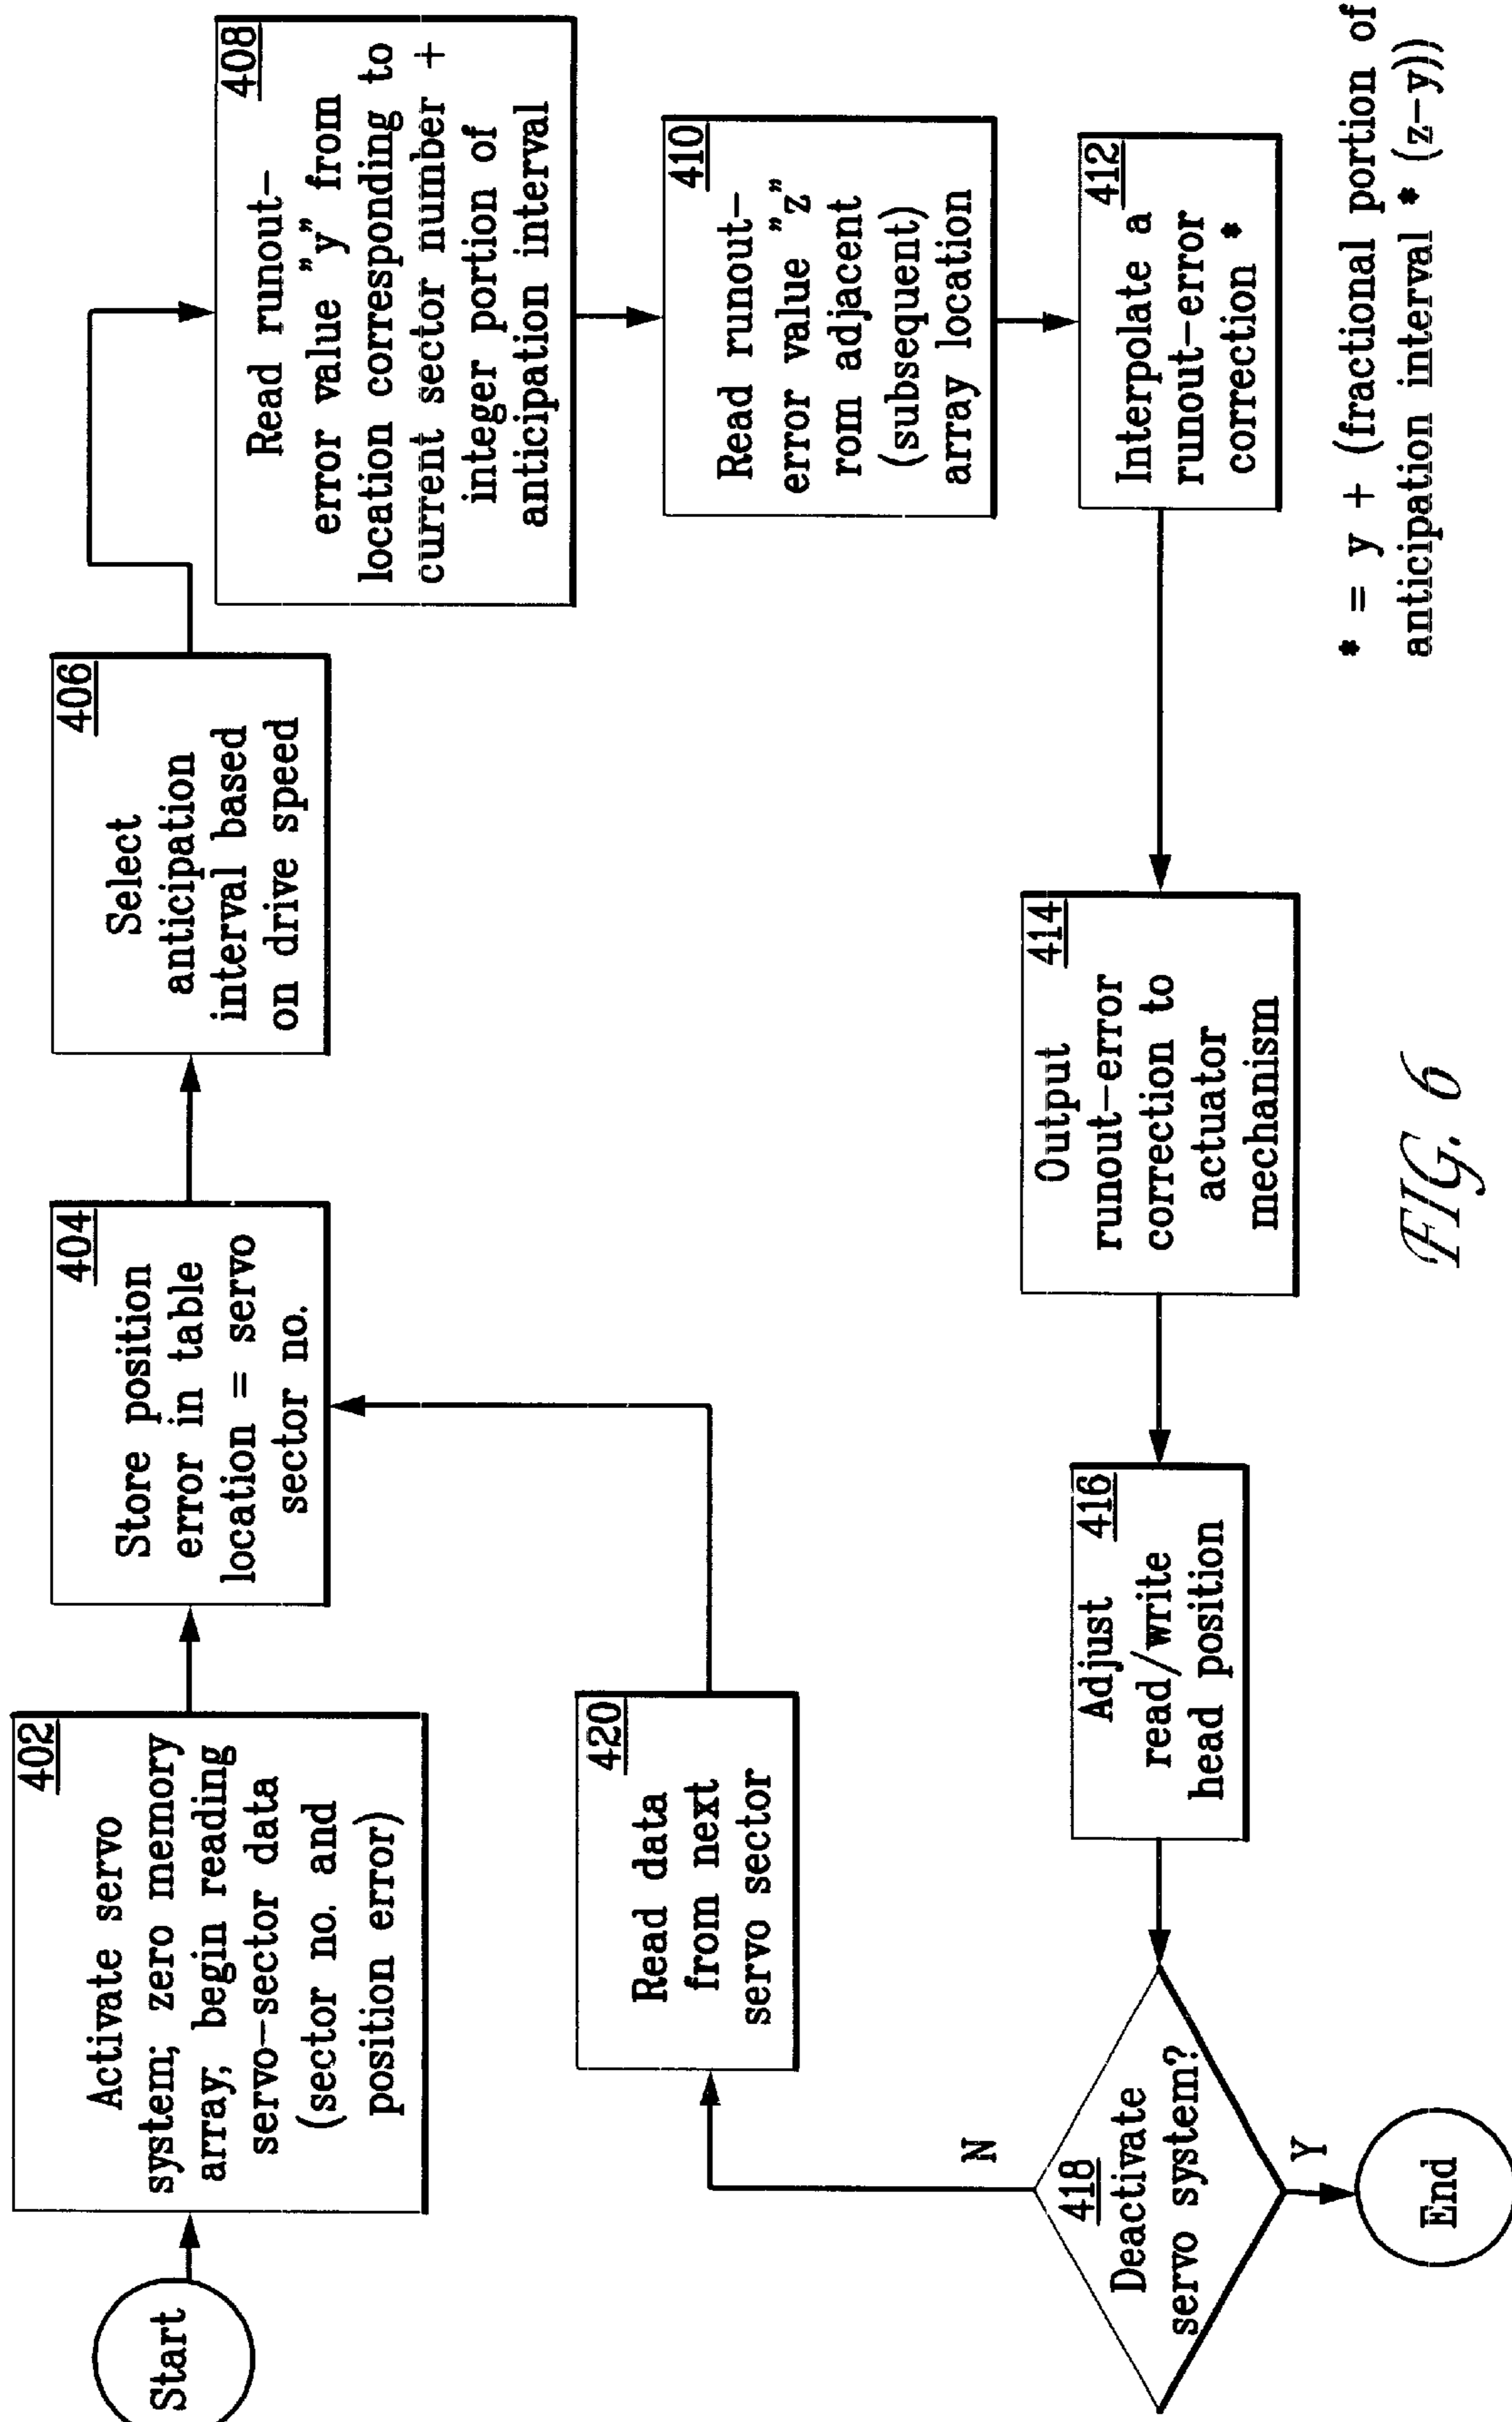 Start
402
Activate servo
system; zero memory
array; begin reading
servo-sector data
(sector no. and
position error)
404
Store position
error in table
location = servo
sector no.
406
Select
anticipation
interval based
on drive speed
408
Read runout-
error value "y" from
location corresponding to
current sector number +
integer portion of
anticipation interval
410
Read runout-
error value "z"
rom adjacent
(subsequent)
array location
412
Interpolate a
runout-error
correction *
* = y + (fractional portion of
anticipation interval * (z-y))
414
Output
runout-error
correction to
actuator
mechanism
416
Adjust
read/write
head position
418
Deactivate
servo system?
N
Y
420
Read data
from next
servo sector
End
FIG. 6